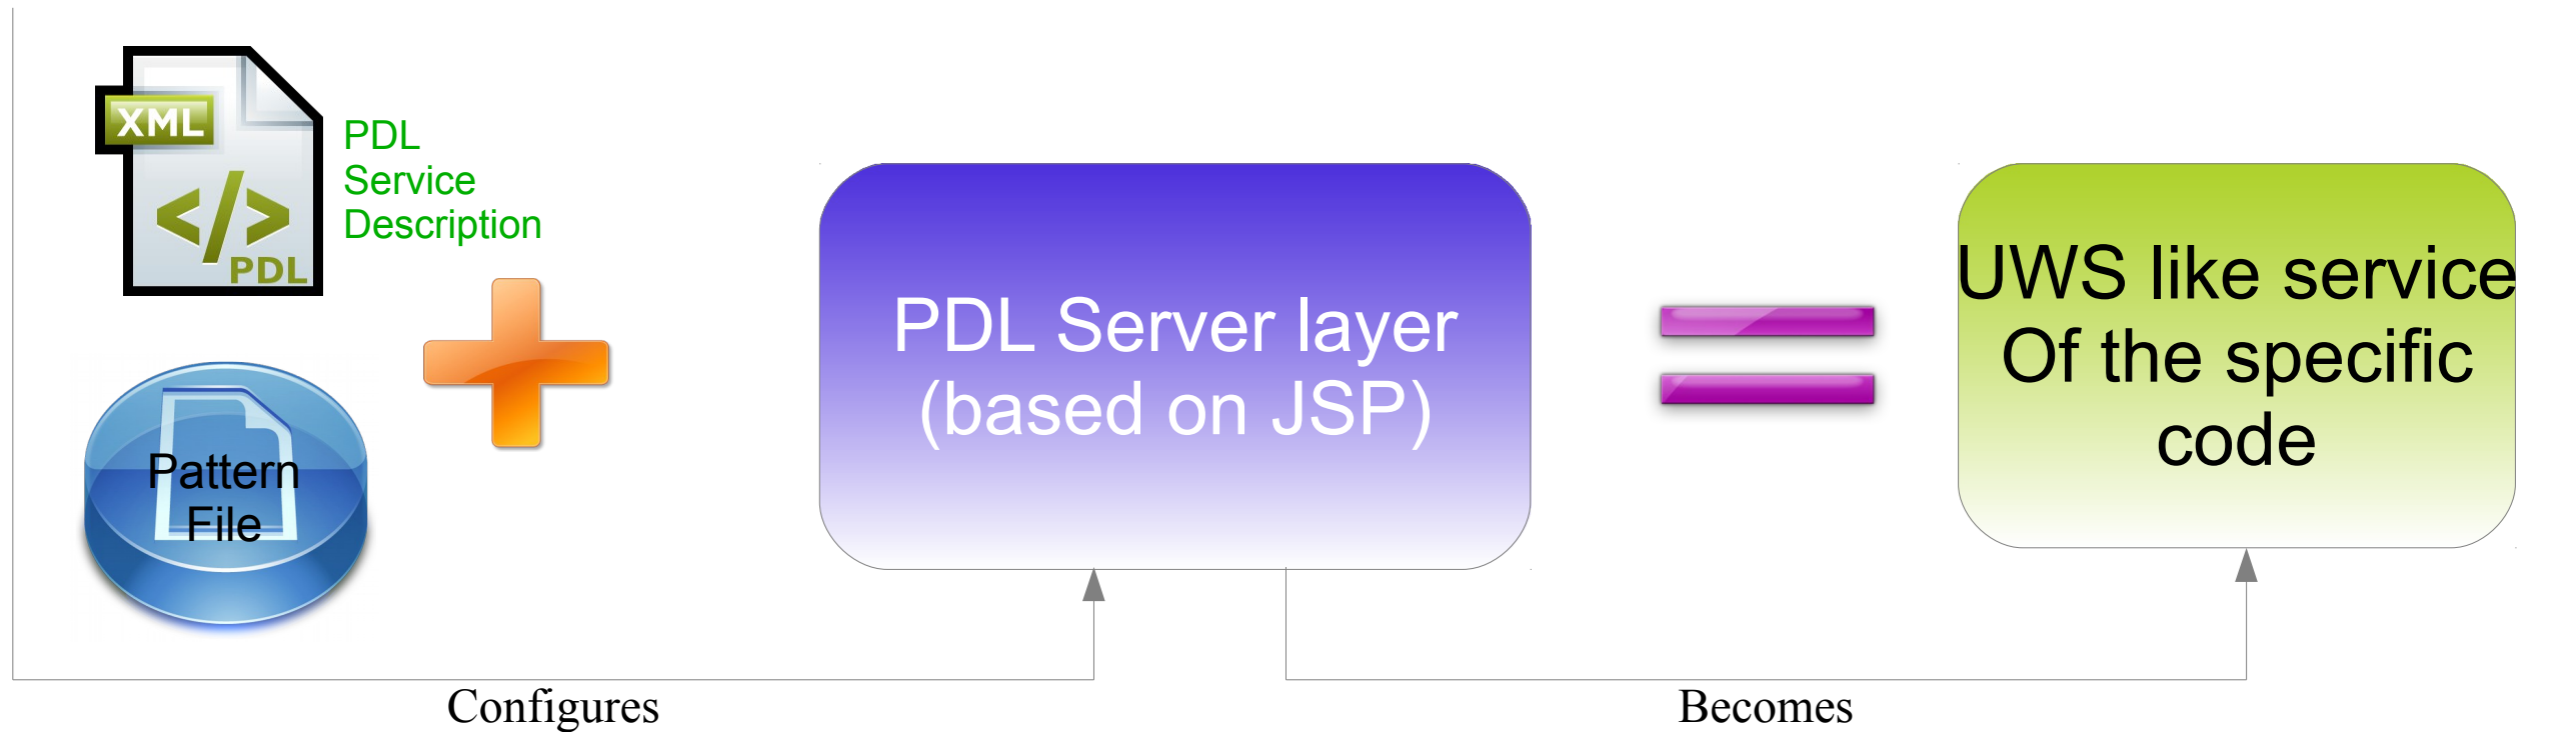 XML
</>
PDL
PDL
Service
Description
Pattern
File
PDL Server layer
(based on JSP)
UWS like service
Of the specific
code
Configures
Becomes